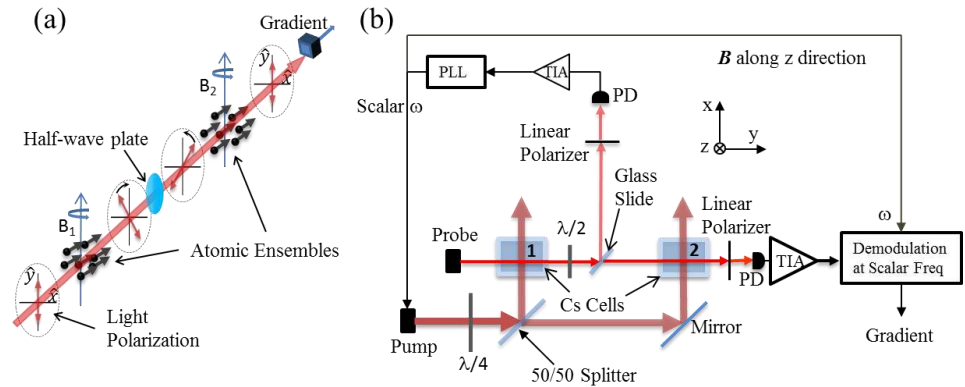 (a)
Gradient
ŷ
x̂
B₂
Half-wave plate
B₁
Atomic Ensembles
ŷ
x̂
Light
Polarization
(b)
B along z direction
PLL
TIA
PD
Scalar ω
Linear
Polarizer
x
z
y
Glass
Slide
Linear
Polarizer
ω
Probe
1
λ/2
2
PD
TIA
Demodulation
at Scalar Freq
Cs Cells
Pump
λ/4
Mirror
50/50 Splitter
Gradient